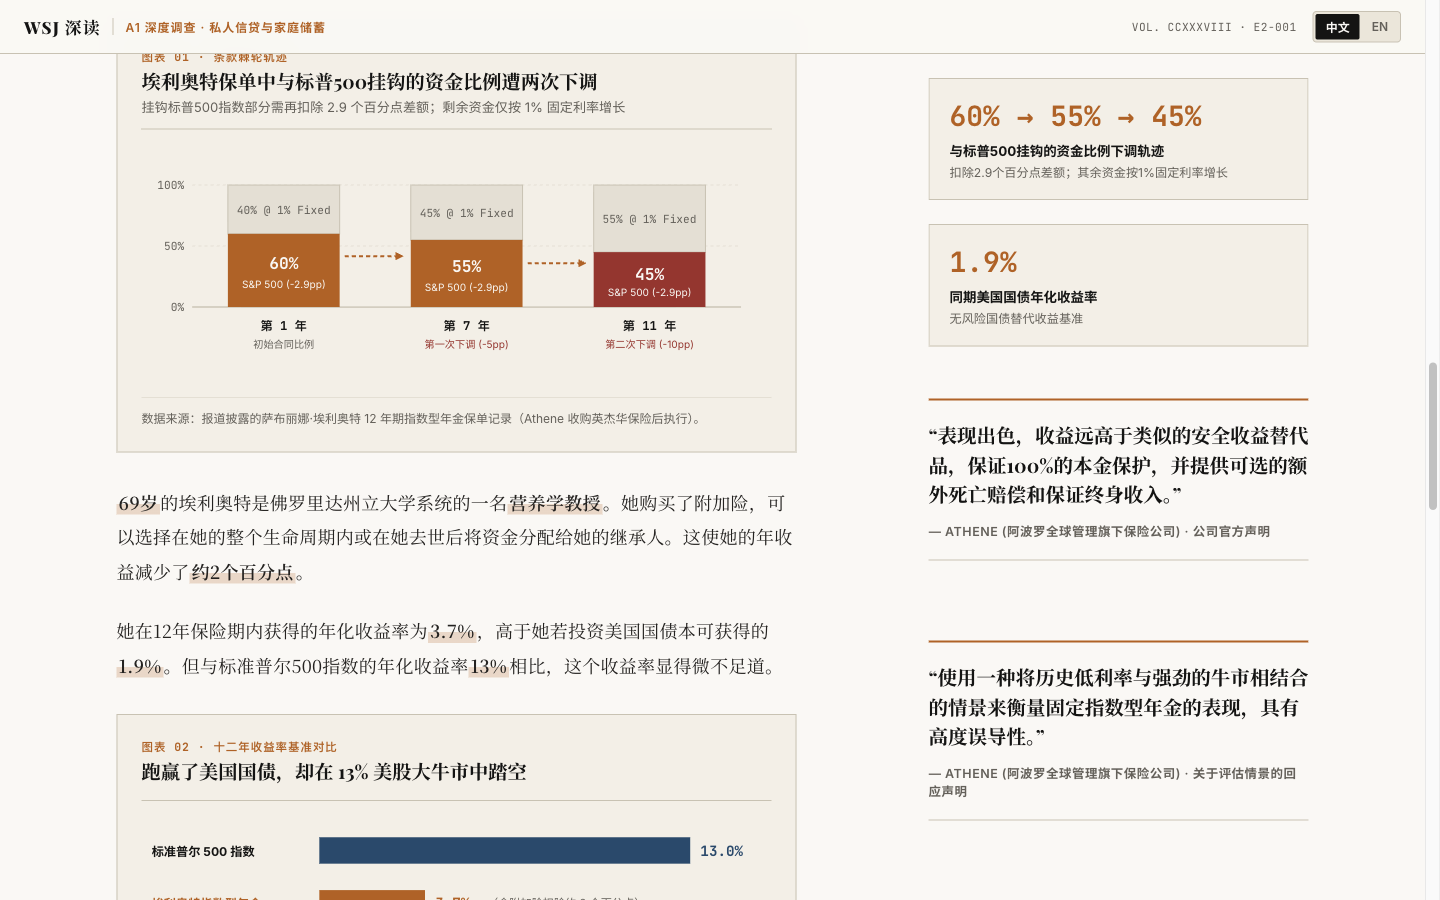 WSJ 深读
A1 深度调查 · 私人信贷与家庭储蓄
VOL. CCXXXVIII · E2-001
中文
EN
图表 01 · 条款棘轮轨迹
埃利奥特保单中与标普500挂钩的资金比例遭两次下调
挂钩标普500指数部分需再扣除 2.9 个百分点差额；剩余资金仅按 1% 固定利率增长
100%
50%
0%
40% @ 1% Fixed
60%
S&P 500 (-2.9pp)
第 1 年
初始合同比例
45% @ 1% Fixed
55%
S&P 500 (-2.9pp)
第 7 年
第一次下调 (-5pp)
55% @ 1% Fixed
45%
S&P 500 (-2.9pp)
第 11 年
第二次下调 (-10pp)
数据来源：报道披露的萨布丽娜·埃利奥特 12 年期指数型年金保单记录（Athene 收购英杰华保险后执行）。
69岁的埃利奥特是佛罗里达州立大学系统的一名营养学教授。她购买了附加险，可
以选择在她的整个生命周期内或在她去世后将资金分配给她的继承人。这使她的年收
益减少了约2个百分点。
她在12年保险期内获得的年化收益率为3.7%，高于她若投资美国国债本可获得的
1.9%。但与标准普尔500指数的年化收益率13%相比，这个收益率显得微不足道。
图表 02 · 十二年收益率基准对比
跑赢了美国国债，却在 13% 美股大牛市中踏空
标准普尔 500 指数
13.0%
60% → 55% → 45%
与标普500挂钩的资金比例下调轨迹
扣除2.9个百分点差额；其余资金按1%固定利率增长
1.9%
同期美国国债年化收益率
无风险国债替代收益基准
“表现出色，收益远高于类似的安全收益替代
品，保证100%的本金保护，并提供可选的额
外死亡赔偿和保证终身收入。”
— ATHENE (阿波罗全球管理旗下保险公司) · 公司官方声明
“使用一种将历史低利率与强劲的牛市相结合
的情景来衡量固定指数型年金的表现，具有
高度误导性。”
— ATHENE (阿波罗全球管理旗下保险公司) · 关于评估情景的回
应声明